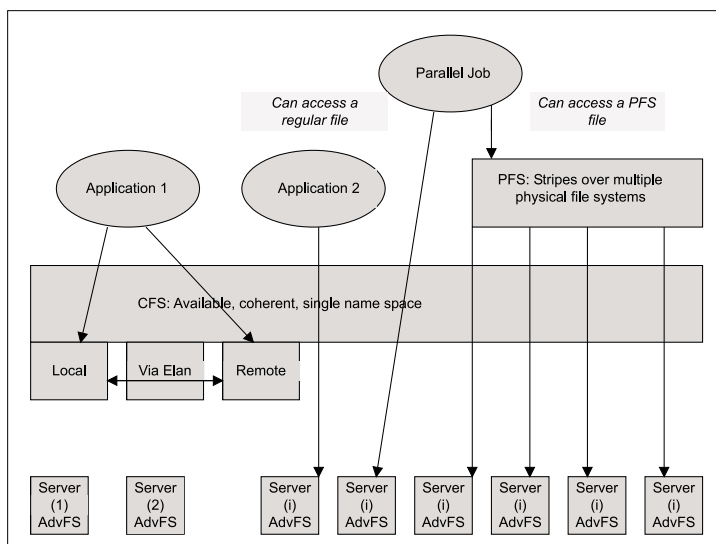 Parallel Job
Can access a
regular file
Can access a PFS
file
Application 1
Application 2
PFS: Stripes over multiple
physical file systems
CFS: Available, coherent, single name space
Local
Via Elan
Remote
Server
(1)
AdvFS
Server
(2)
AdvFS
Server
(i)
AdvFS
Server
(i)
AdvFS
Server
(i)
AdvFS
Server
(i)
AdvFS
Server
(i)
AdvFS
Server
(i)
AdvFS